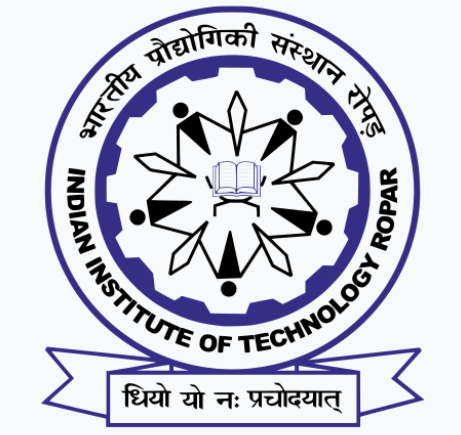 भारतीय प्रौद्योगिकी संस्थान रोपड़
INDIAN INSTITUTE OF TECHNOLOGY ROPAR
धियो यो नः प्रचोदयात्